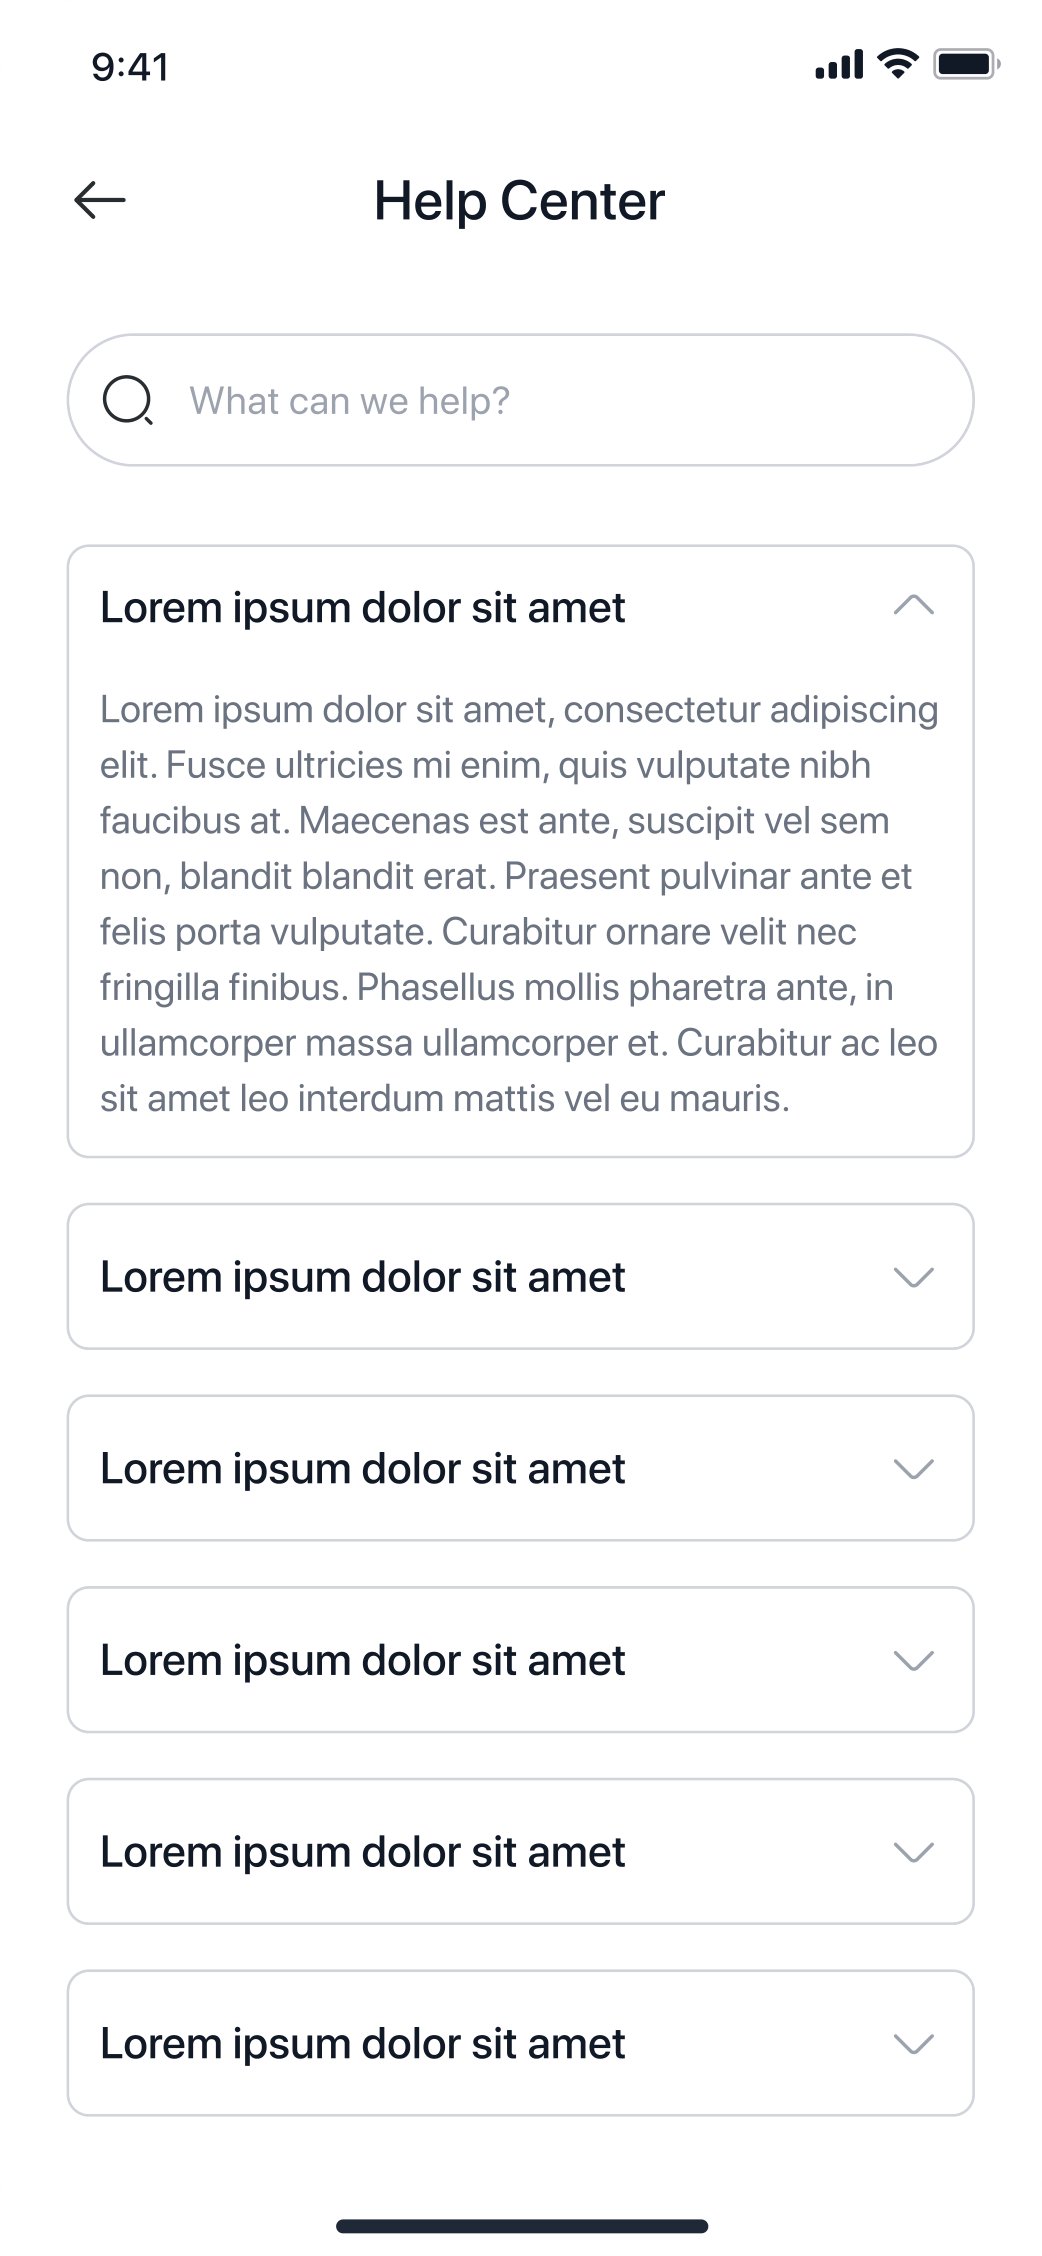 9:41
Help Center
What can we help?
Lorem ipsum dolor sit amet
Lorem ipsum dolor sit amet, consectetur adipiscing
elit. Fusce ultricies mi enim, quis vulputate nibh
faucibus at. Maecenas est ante, suscipit vel sem
non, blandit blandit erat. Praesent pulvinar ante et
felis porta vulputate. Curabitur ornare velit nec
fringilla finibus. Phasellus mollis pharetra ante, in
ullamcorper massa ullamcorper et. Curabitur ac leo
sit amet leo interdum mattis vel eu mauris.
Lorem ipsum dolor sit amet
Lorem ipsum dolor sit amet
Lorem ipsum dolor sit amet
Lorem ipsum dolor sit amet
Lorem ipsum dolor sit amet